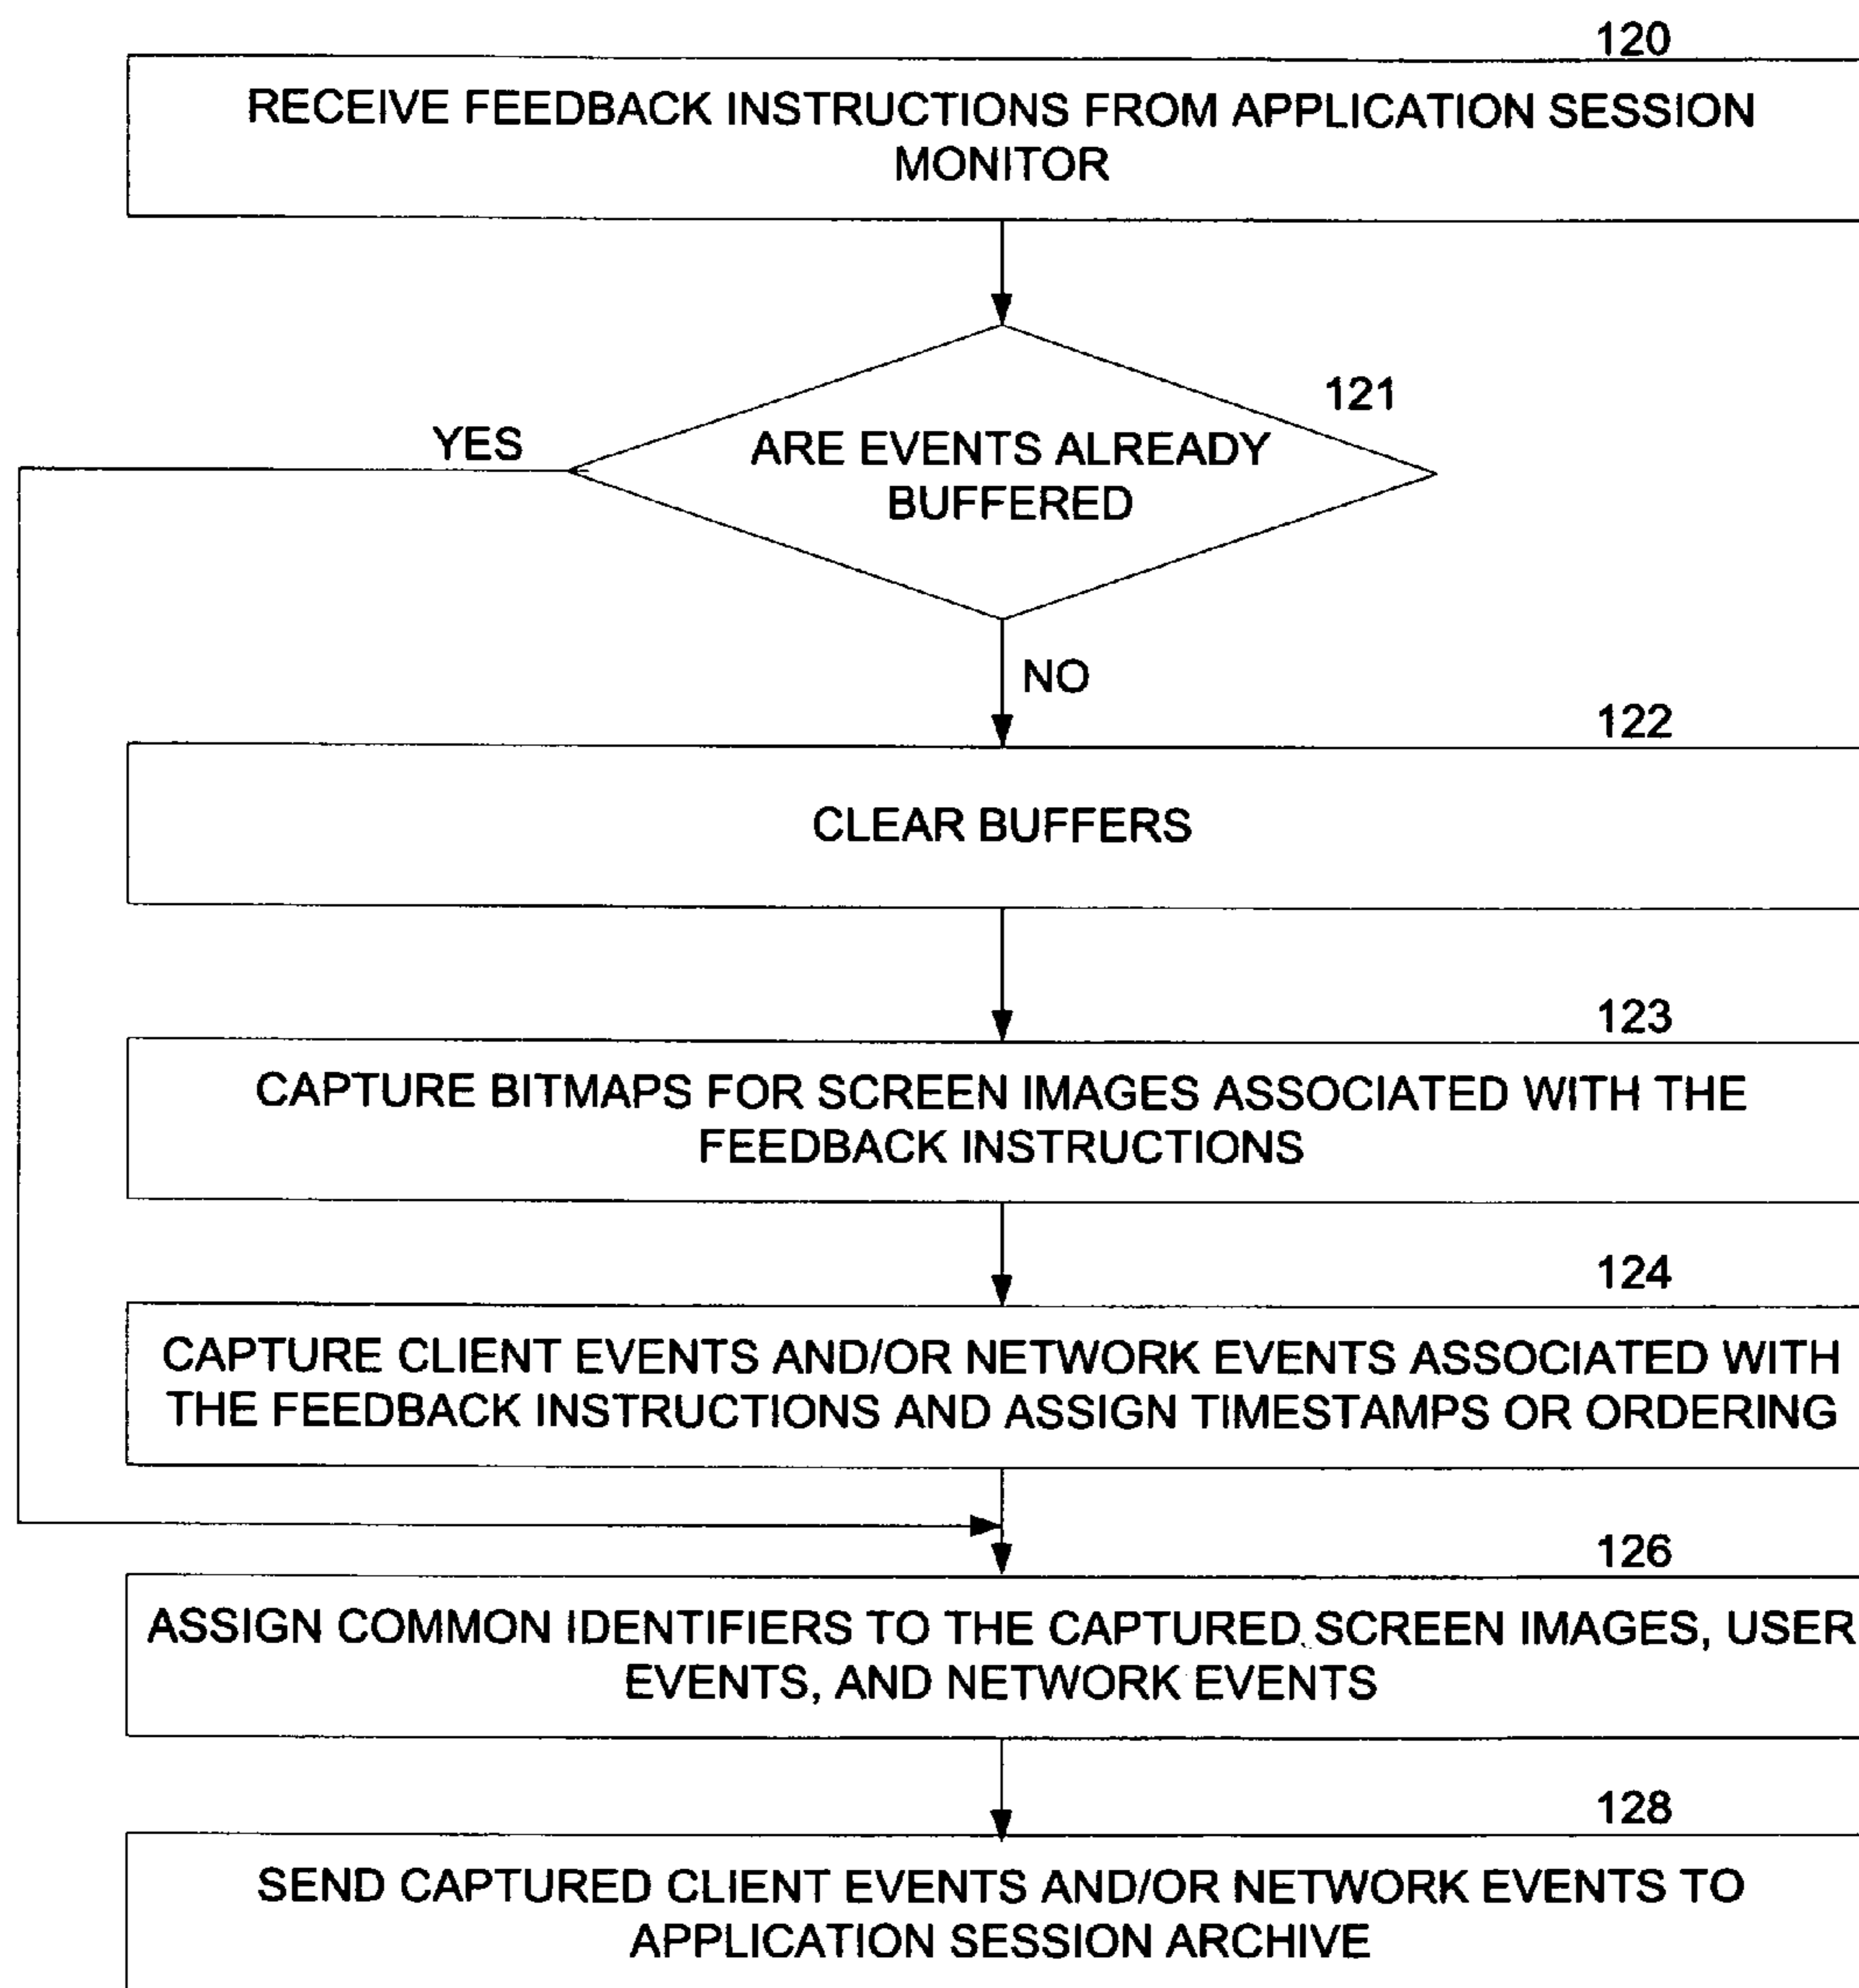 120
RECEIVE FEEDBACK INSTRUCTIONS FROM APPLICATION SESSION
MONITOR
121
YES
ARE EVENTS ALREADY
BUFFERED
NO
122
CLEAR BUFFERS
123
CAPTURE BITMAPS FOR SCREEN IMAGES ASSOCIATED WITH THE
FEEDBACK INSTRUCTIONS
124
CAPTURE CLIENT EVENTS AND/OR NETWORK EVENTS ASSOCIATED WITH
THE FEEDBACK INSTRUCTIONS AND ASSIGN TIMESTAMPS OR ORDERING
126
ASSIGN COMMON IDENTIFIERS TO THE CAPTURED SCREEN IMAGES, USER
EVENTS, AND NETWORK EVENTS
128
SEND CAPTURED CLIENT EVENTS AND/OR NETWORK EVENTS TO
APPLICATION SESSION ARCHIVE